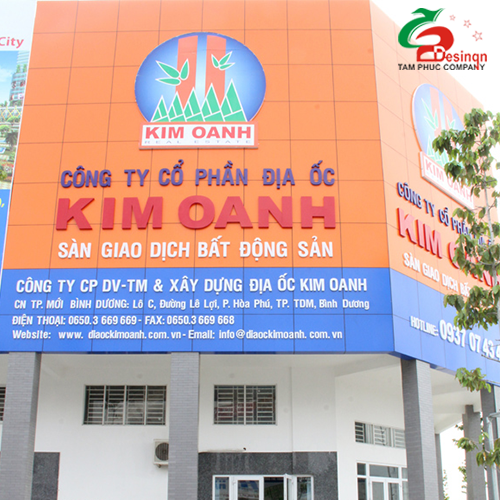 City
Desinqn
TAM PHUC COMPANY
KIM OANH
REAL ESTATE
CÔNG TY CỔ PHẦN ĐỊA ỐC
KIM OANH
SÀN GIAO DỊCH BẤT ĐỘNG SẢN
CÔNG TY CP DV-TM & XÂY DỰNG ĐỊA ỐC KIM OANH
CN TP. MỚI BÌNH DƯƠNG: Lô C, Đường Lê Lợi, P. Hòa Phú, TP. TDM, Bình Dương
ĐIỆN THOẠI: 0650.3 669 669 - FAX: 0650.3 669 668
Website: www.diaockimoanh.com.vn - Email: info@diaockimoanh.com.vn
KIM OANH
CÔNG TY CỔ PHẦN
KIM OANH
SÀN GIAO DỊCH BẤT
HOTLINE: 0937 07 43